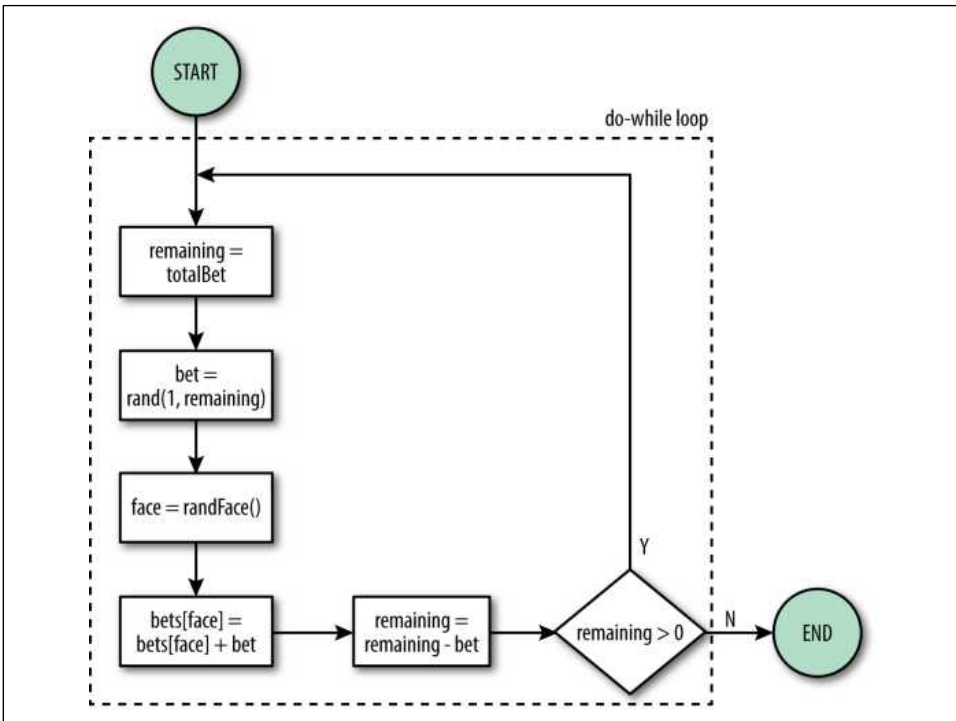 START
do-while loop
remaining =
totalBet
bet =
rand(1, remaining)
face = randFace()
bets[face] =
bets[face] + bet
remaining =
remaining - bet
remaining > 0
Y
N
END